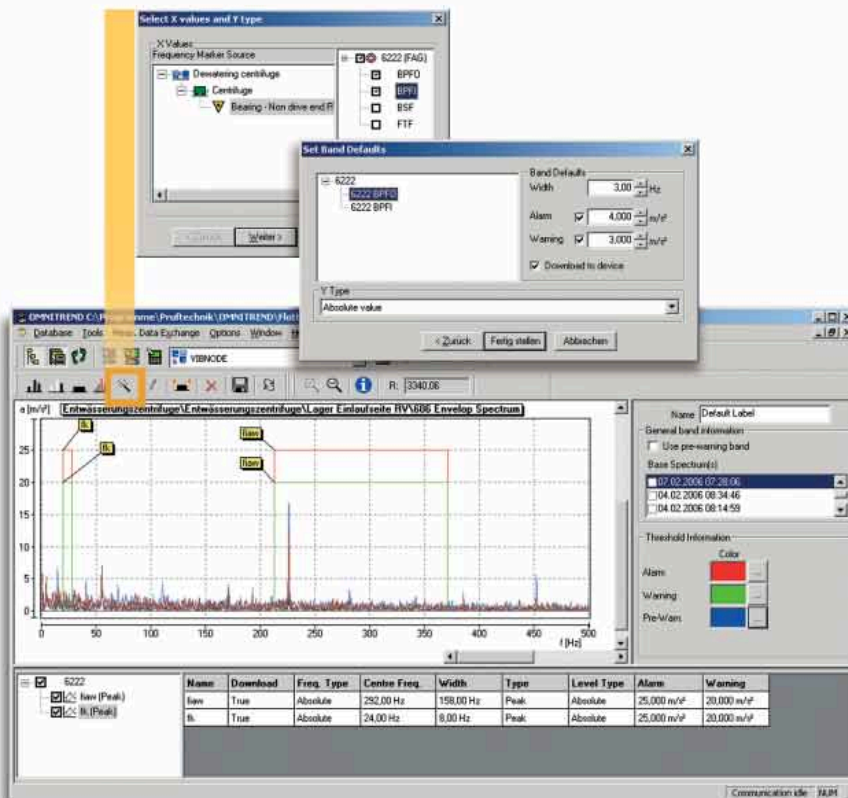 Select X values and Y type
X Values
Frequency Marker Source
Dewatering centrifuge
Centrifuge
Bearing - Non drive end R
6222 (FAG)
BPFO
BPFI
BSF
FTF
Weiter >
Set Band Defaults
6222
6222 BPFO
6222 BPFI
Band Defaults
Width 3,00 Hz
Alarm 4,000 m/s²
Warning 3,000 m/s²
Download to device
Y Type
Absolute value
< Zurück Fertig stellen Abbrechen
OMNITREND C:\Programme\Pruftechnik\OMNITREND\Flott
Database Tools Meas. Data Exchange Options Window
VIBNODE
R: 3340,06
a [m/s²] Entwässerungszentrifuge\Entwässerungszentrifuge\Lager Einlaufseite RV\686 Envelop Spectrum
fk
fk
fiaw
fiaw
25
20
15
10
5
0
0 50 100 150 200 250 300 350 400 450 500
f [Hz]
Name Default Label
General band information
Use pre-warning band
Base Spectrum(s)
07.02.2006 07:28:06
04.02.2006 08:34:46
04.02.2006 08:14:59
Threshold Information
Color
Alarm ...
Warning ...
Pre-Warn. ...
6222
fiaw (Peak)
fk (Peak)
Name Download Freq. Type Centre Freq. Width Type Level Type Alarm Warning
fiaw True Absolute 292,00 Hz 158,00 Hz Peak Absolute 25,000 m/s² 20,000 m/s²
fk True Absolute 24,00 Hz 8,00 Hz Peak Absolute 25,000 m/s² 20,000 m/s²
Communication idle NUM